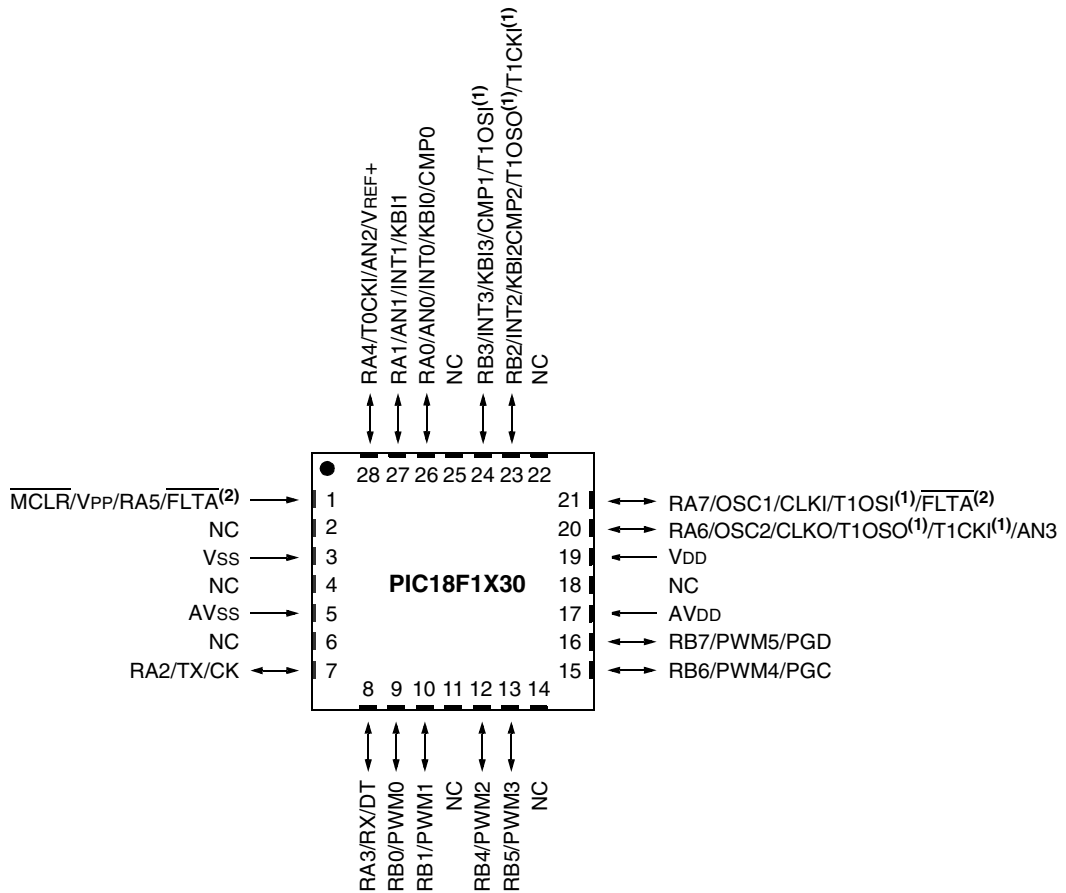 RA4/T0CKI/AN2/VREF+
RA1/AN1/INT1/KBI1
RA0/AN0/INT0/KBI0/CMP0
NC
RB3/INT3/KBI3/CMP1/T1OSI(1)
RB2/INT2/KBI2CMP2/T1OSO(1)/T1CKI(1)
NC
28 27 26 25 24 23 22
MCLR/VPP/RA5/FLTA(2) 1
NC 2
VSS 3
NC 4
AVSS 5
NC 6
RA2/TX/CK 7
PIC18F1X30
21 RA7/OSC1/CLKI/T1OSI(1)/FLTA(2)
20 RA6/OSC2/CLKO/T1OSO(1)/T1CKI(1)/AN3
19 VDD
18 NC
17 AVDD
16 RB7/PWM5/PGD
15 RB6/PWM4/PGC
8 9 10 11 12 13 14
RA3/RX/DT
RB0/PWM0
RB1/PWM1
NC
RB4/PWM2
RB5/PWM3
NC